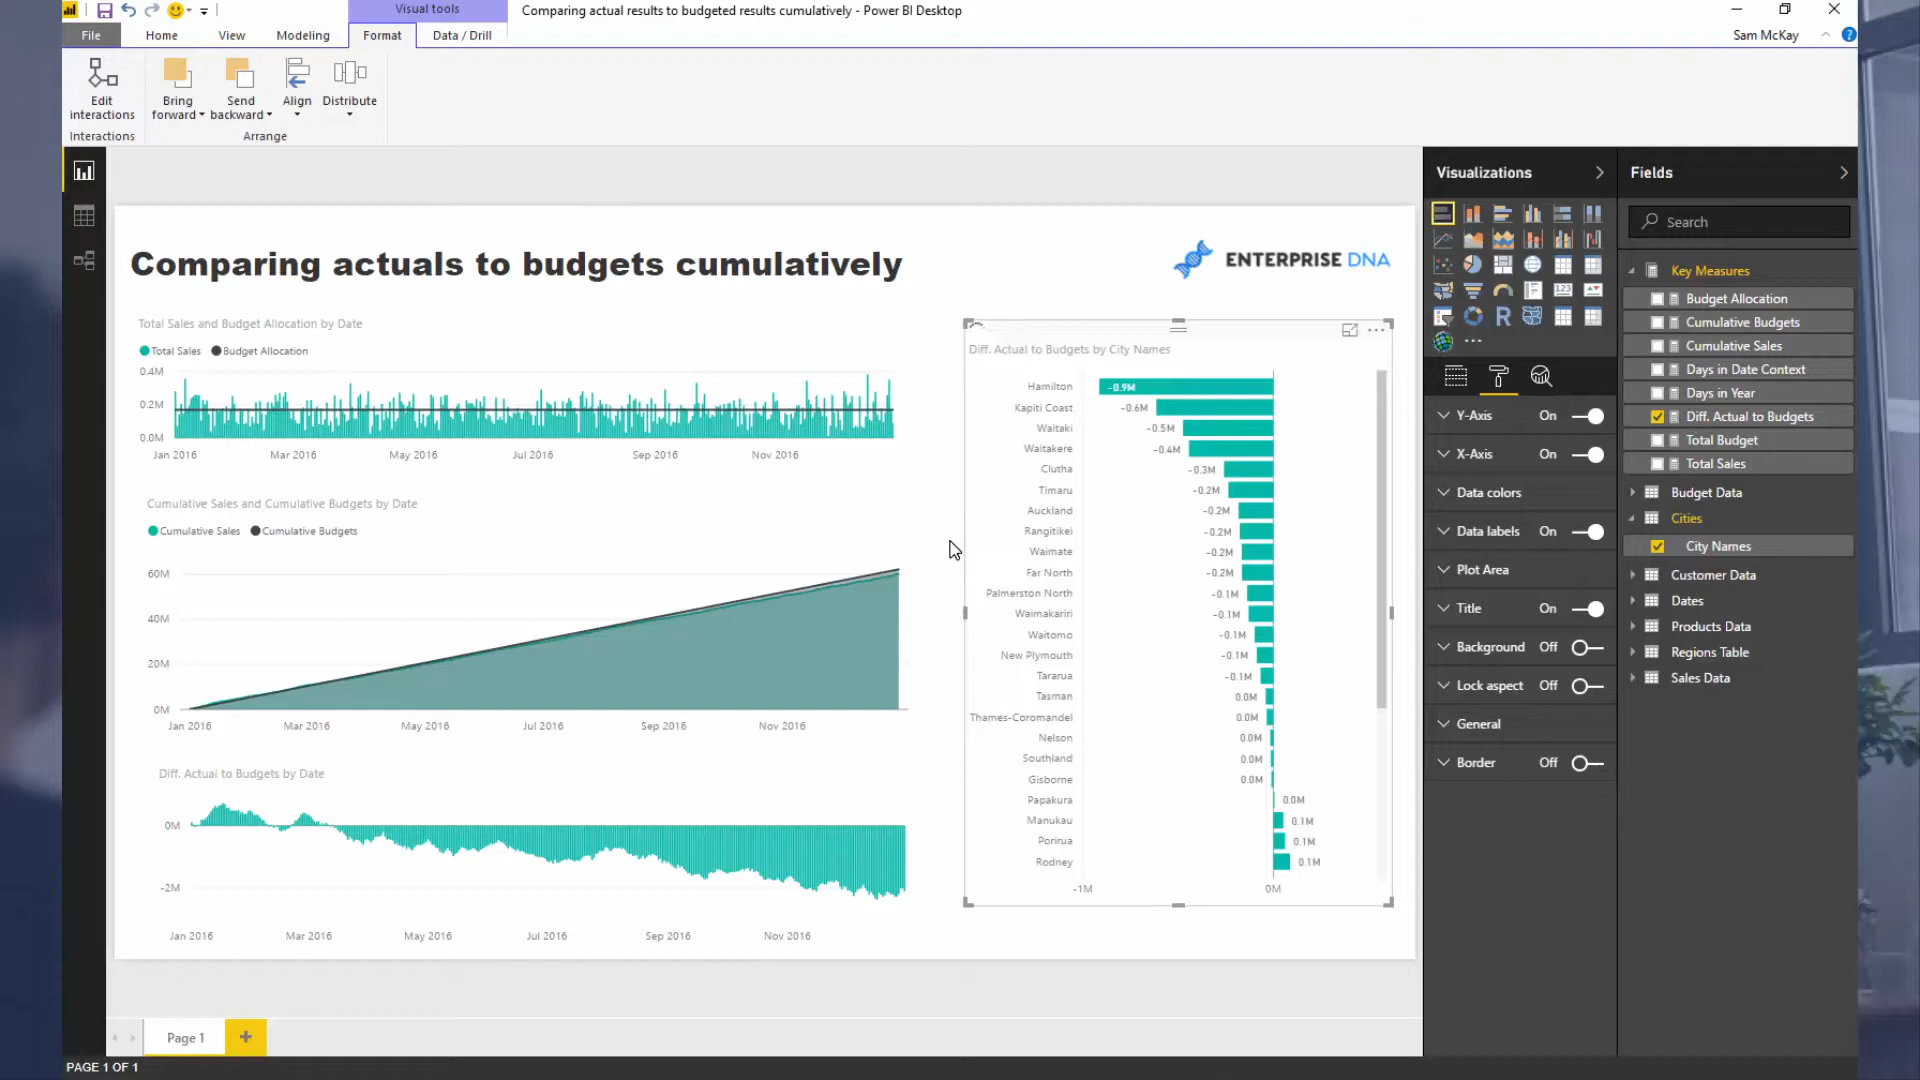 Visual tools
Comparing actual results to budgeted results cumulatively - Power BI Desktop
File
Home
View
Modeling
Format
Data / Drill
Sam McKay
?
Edit interactions
Bring forward
Send backward
Align
Distribute
Interactions
Arrange
Comparing actuals to budgets cumulatively
ENTERPRISE DNA
Total Sales and Budget Allocation by Date
Total Sales
Budget Allocation
0.4M
0.2M
0.0M
Jan 2016
Mar 2016
May 2016
Jul 2016
Sep 2016
Nov 2016
Cumulative Sales and Cumulative Budgets by Date
Cumulative Sales
Cumulative Budgets
60M
40M
20M
0M
Jan 2016
Mar 2016
May 2016
Jul 2016
Sep 2016
Nov 2016
Diff. Actual to Budgets by Date
0M
-2M
Jan 2016
Mar 2016
May 2016
Jul 2016
Sep 2016
Nov 2016
Diff. Actual to Budgets by City Names
Hamilton -0.9M
Kapiti Coast -0.6M
Waitaki -0.5M
Waitakere -0.4M
Clutha -0.3M
Timaru -0.2M
Auckland -0.2M
Rangitikei -0.2M
Waimate -0.2M
Far North -0.2M
Palmerston North -0.1M
Waimakariri -0.1M
Waitomo -0.1M
New Plymouth -0.1M
Tararua -0.1M
Tasman 0.0M
Thames-Coromandel 0.0M
Nelson 0.0M
Southland 0.0M
Gisborne 0.0M
Papakura 0.0M
Manukau 0.1M
Porirua 0.1M
Rodney 0.1M
-1M
0M
Visualizations
R
123
Y-Axis On
X-Axis On
Data colors
Data labels On
Plot Area
Title On
Background Off
Lock aspect Off
General
Border Off
Fields
Search
Key Measures
Budget Allocation
Cumulative Budgets
Cumulative Sales
Days in Date Context
Days in Year
Diff. Actual to Budgets
Total Budget
Total Sales
Budget Data
Cities
City Names
Customer Data
Dates
Products Data
Regions Table
Sales Data
Page 1
+
PAGE 1 OF 1